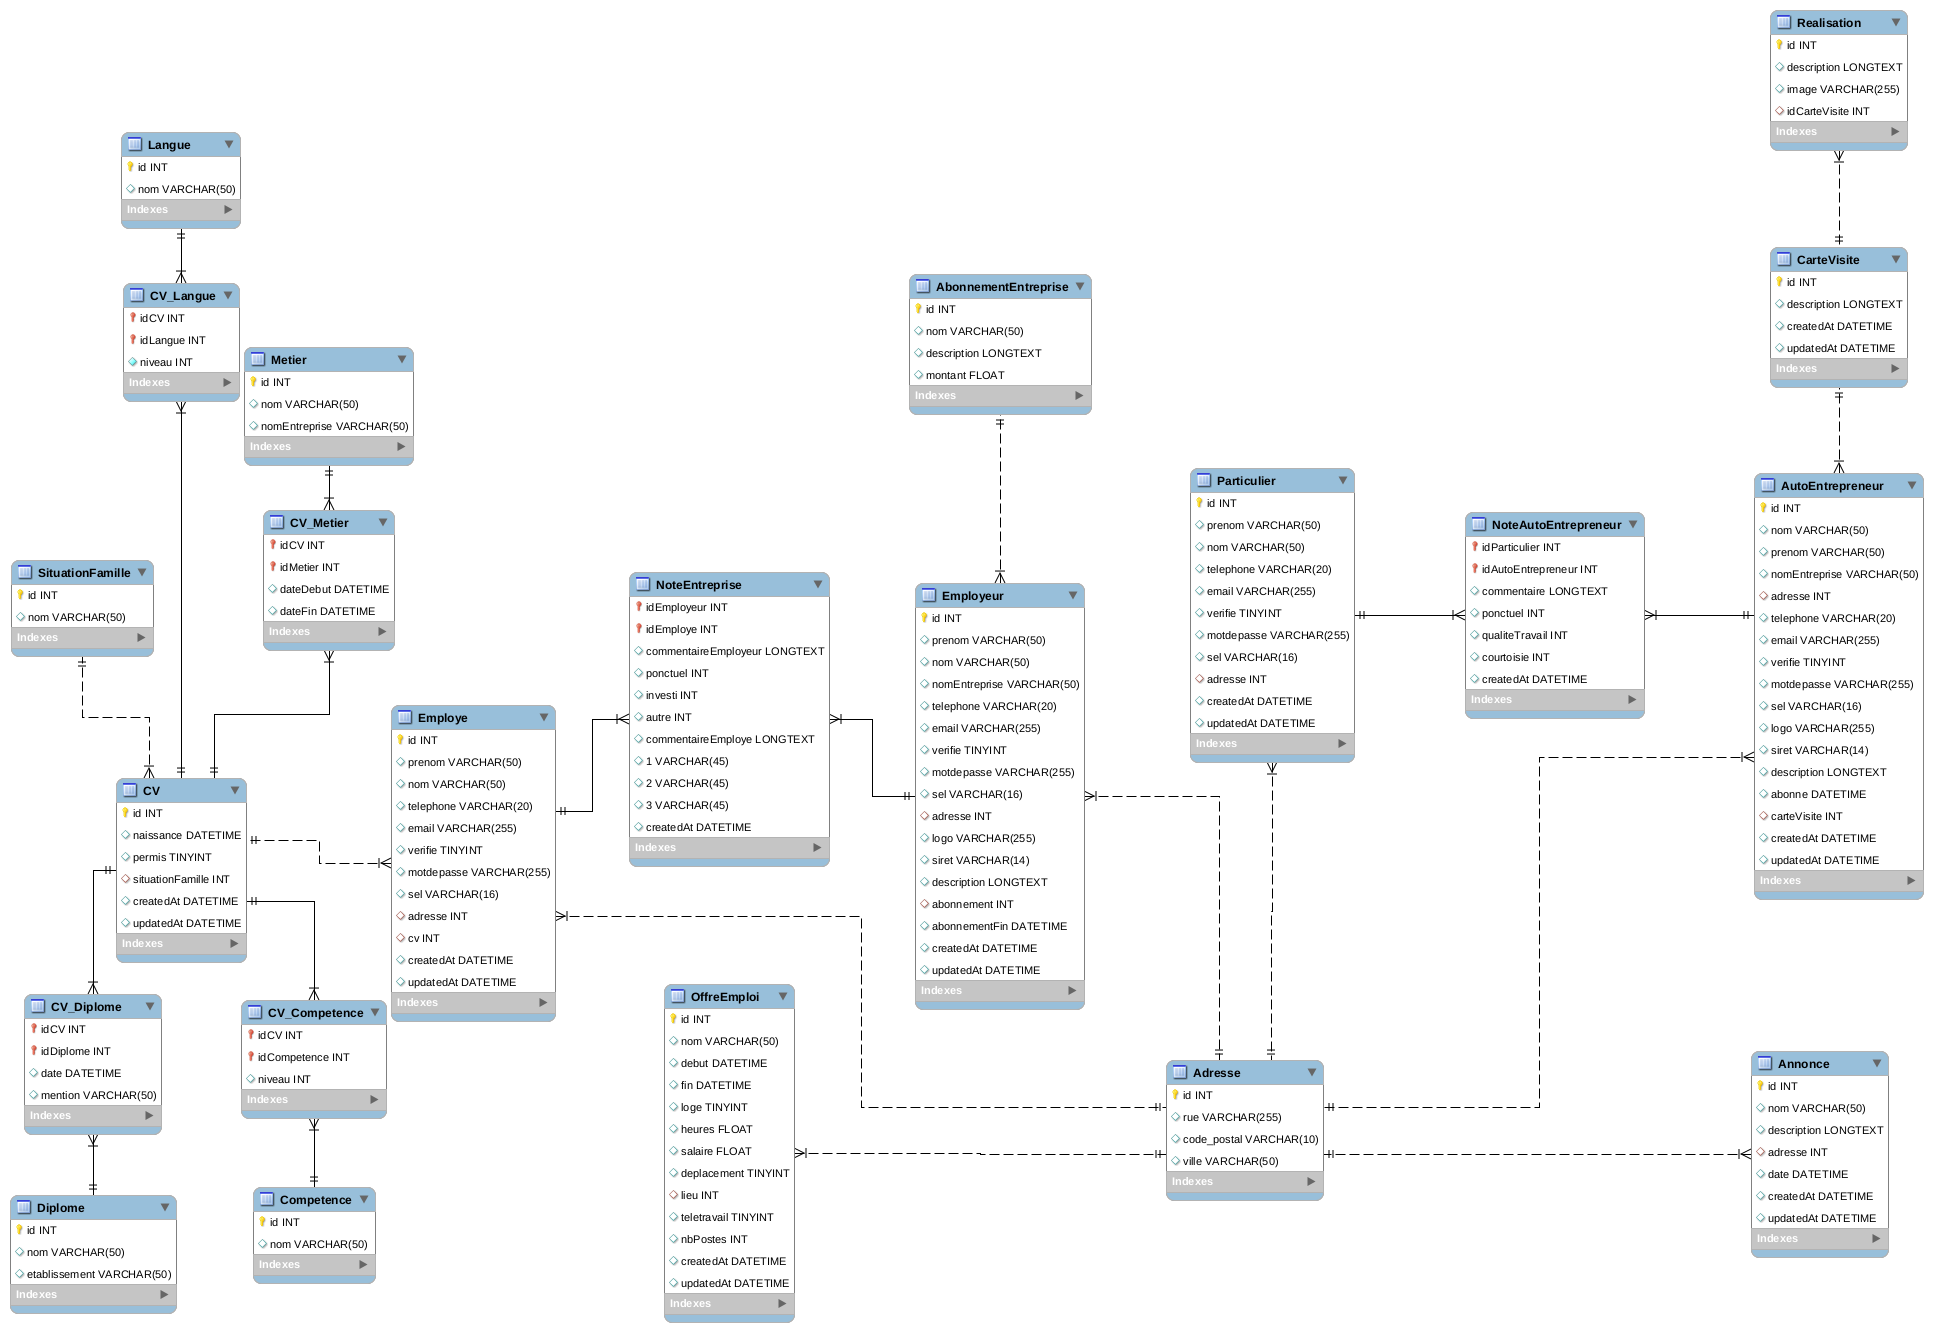 Realisation
id INT
description LONGTEXT
image VARCHAR(255)
idCarteVisite INT
Indexes
Langue
id INT
nom VARCHAR(50)
Indexes
CV_Langue
idCV INT
idLangue INT
niveau INT
Indexes
Metier
id INT
nom VARCHAR(50)
nomEntreprise VARCHAR(50)
Indexes
AbonnementEntreprise
id INT
nom VARCHAR(50)
description LONGTEXT
montant FLOAT
Indexes
CarteVisite
id INT
description LONGTEXT
createdAt DATETIME
updatedAt DATETIME
Indexes
SituationFamille
id INT
nom VARCHAR(50)
Indexes
CV_Metier
idCV INT
idMetier INT
dateDebut DATETIME
dateFin DATETIME
Indexes
CV
id INT
naissance DATETIME
permis TINYINT
situationFamille INT
createdAt DATETIME
updatedAt DATETIME
Indexes
Employe
id INT
prenom VARCHAR(50)
nom VARCHAR(50)
telephone VARCHAR(20)
email VARCHAR(255)
verifie TINYINT
motdepasse VARCHAR(255)
sel VARCHAR(16)
adresse INT
cv INT
createdAt DATETIME
updatedAt DATETIME
Indexes
NoteEntreprise
idEmployeur INT
idEmploye INT
commentaireEmployeur LONGTEXT
ponctuel INT
investi INT
autre INT
commentaireEmploye LONGTEXT
1 VARCHAR(45)
2 VARCHAR(45)
3 VARCHAR(45)
createdAt DATETIME
Indexes
Employeur
id INT
prenom VARCHAR(50)
nom VARCHAR(50)
nomEntreprise VARCHAR(50)
telephone VARCHAR(20)
email VARCHAR(255)
verifie TINYINT
motdepasse VARCHAR(255)
sel VARCHAR(16)
adresse INT
logo VARCHAR(255)
siret VARCHAR(14)
description LONGTEXT
abonnement INT
abonnementFin DATETIME
createdAt DATETIME
updatedAt DATETIME
Indexes
Particulier
id INT
prenom VARCHAR(50)
nom VARCHAR(50)
telephone VARCHAR(20)
email VARCHAR(255)
verifie TINYINT
motdepasse VARCHAR(255)
sel VARCHAR(16)
adresse INT
createdAt DATETIME
updatedAt DATETIME
Indexes
NoteAutoEntrepreneur
idParticulier INT
idAutoEntrepreneur INT
commentaire LONGTEXT
ponctuel INT
qualiteTravail INT
courtoisie INT
createdAt DATETIME
Indexes
AutoEntrepreneur
id INT
nom VARCHAR(50)
prenom VARCHAR(50)
nomEntreprise VARCHAR(50)
adresse INT
telephone VARCHAR(20)
email VARCHAR(255)
verifie TINYINT
motdepasse VARCHAR(255)
sel VARCHAR(16)
logo VARCHAR(255)
siret VARCHAR(14)
description LONGTEXT
abonne DATETIME
carteVisite INT
createdAt DATETIME
updatedAt DATETIME
Indexes
CV_Diplome
idCV INT
idDiplome INT
date DATETIME
mention VARCHAR(50)
Indexes
CV_Competence
idCV INT
idCompetence INT
niveau INT
Indexes
OffreEmploi
id INT
nom VARCHAR(50)
debut DATETIME
fin DATETIME
loge TINYINT
heures FLOAT
salaire FLOAT
deplacement TINYINT
lieu INT
teletravail TINYINT
nbPostes INT
createdAt DATETIME
updatedAt DATETIME
Indexes
Adresse
id INT
rue VARCHAR(255)
code_postal VARCHAR(10)
ville VARCHAR(50)
Indexes
Annonce
id INT
nom VARCHAR(50)
description LONGTEXT
adresse INT
date DATETIME
createdAt DATETIME
updatedAt DATETIME
Indexes
Diplome
id INT
nom VARCHAR(50)
etablissement VARCHAR(50)
Indexes
Competence
id INT
nom VARCHAR(50)
Indexes